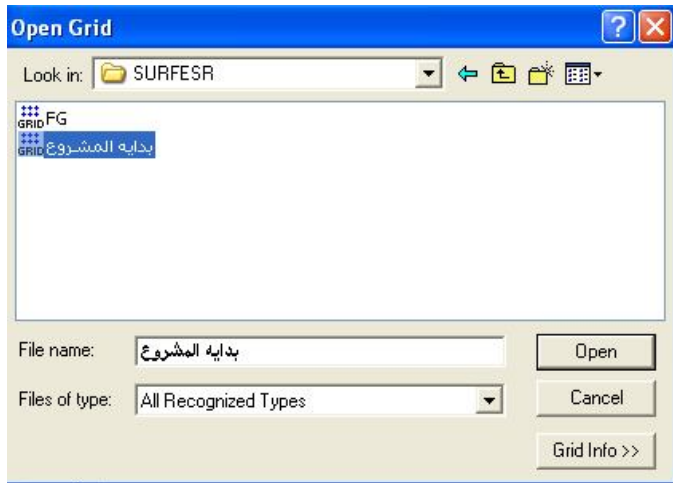 Open Grid
Look in: SURFESR
GRID FG
GRID بدايه المشروع
File name: بدايه المشروع Open
Files of type: All Recognized Types Cancel
Grid Info >>